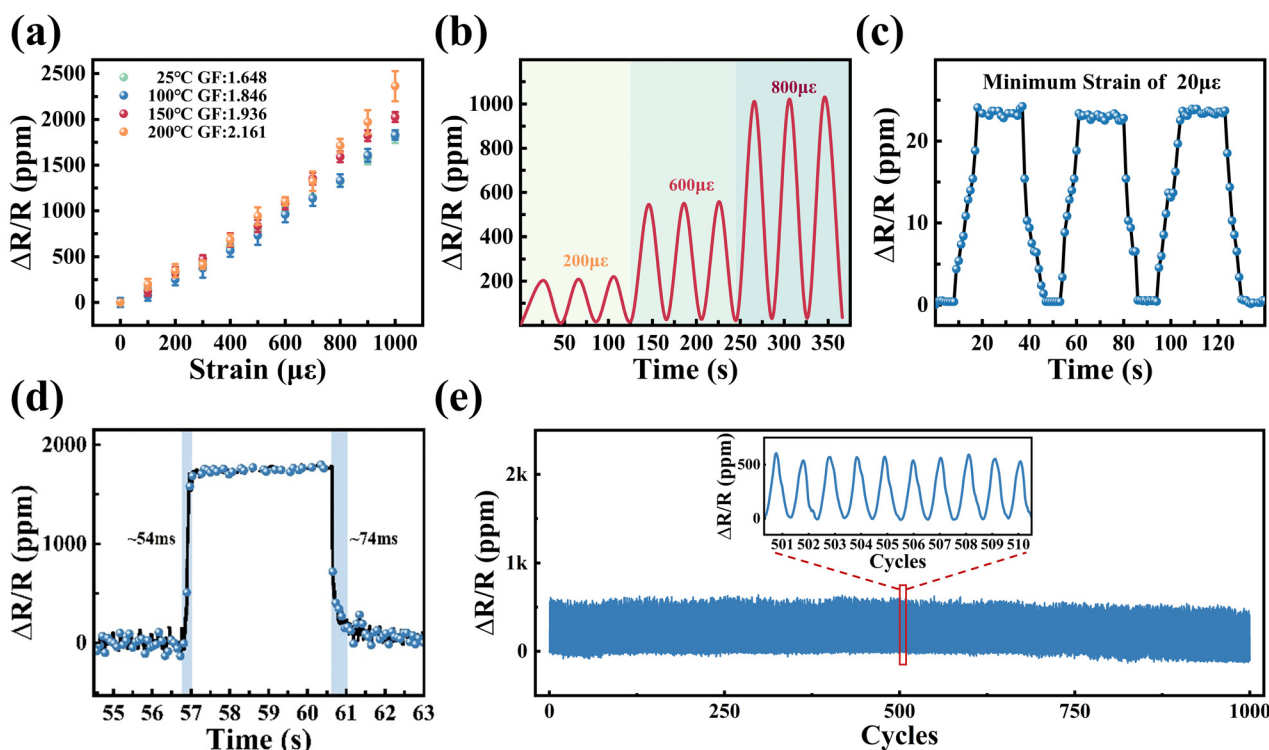 (a)
ΔR/R (ppm)
2500
2000
1500
1000
500
0
25℃ GF:1.648
100℃ GF:1.846
150℃ GF:1.936
200℃ GF:2.161
0 200 400 600 800 1000
Strain (με)
(b)
ΔR/R (ppm)
1000
800
600
400
200
200με
600με
800με
50 100 150 200 250 300 350
Time (s)
(c)
ΔR/R (ppm)
24
16
8
0
Minimum Strain of 20με
20 40 60 80 100 120
Time (s)
(d)
ΔR/R (ppm)
2000
1000
0
~54ms
~74ms
55 56 57 58 59 60 61 62 63
Time (s)
(e)
ΔR/R (ppm)
2k
1k
0
ΔR/R (ppm)
500
0
501 502 503 504 505 506 507 508 509 510
Cycles
0 250 500 750 1000
Cycles